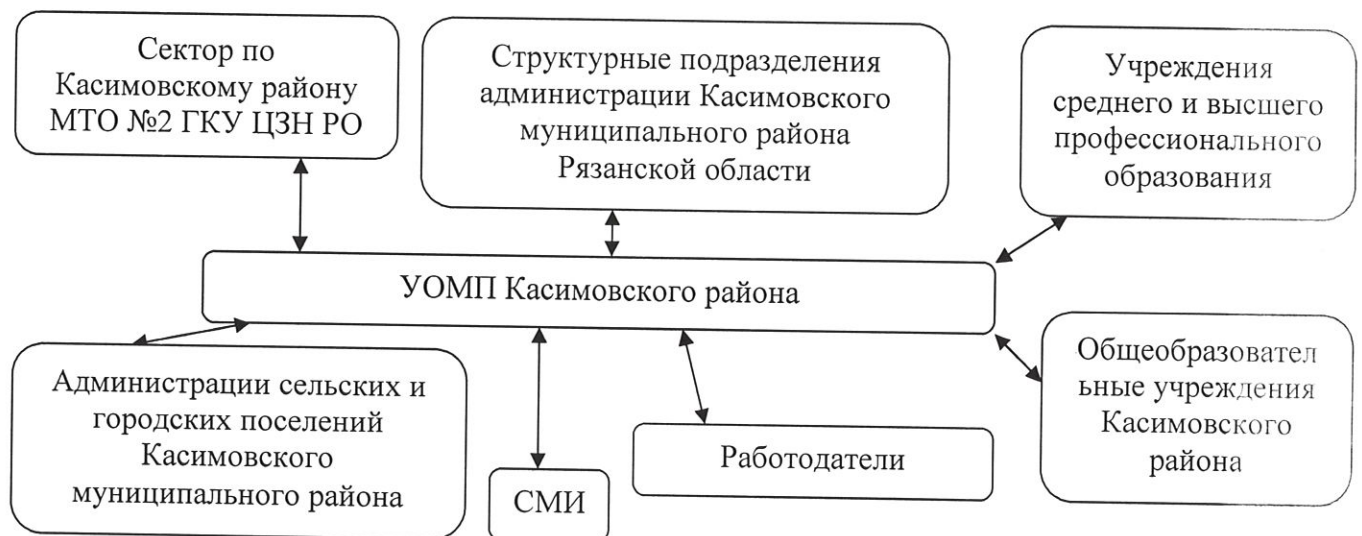 Сектор по
Касимовскому району
МТО №2 ГКУ ЦЗН РО
Структурные подразделения
администрации Касимовского
муниципального района
Рязанской области
Учреждения
среднего и высшего
профессионального
образования
УОМП Касимовского района
Администрации сельских и
городских поселений
Касимовского
муниципального района
СМИ
Работодатели
Общеобразовател
ьные учреждения
Касимовского
района